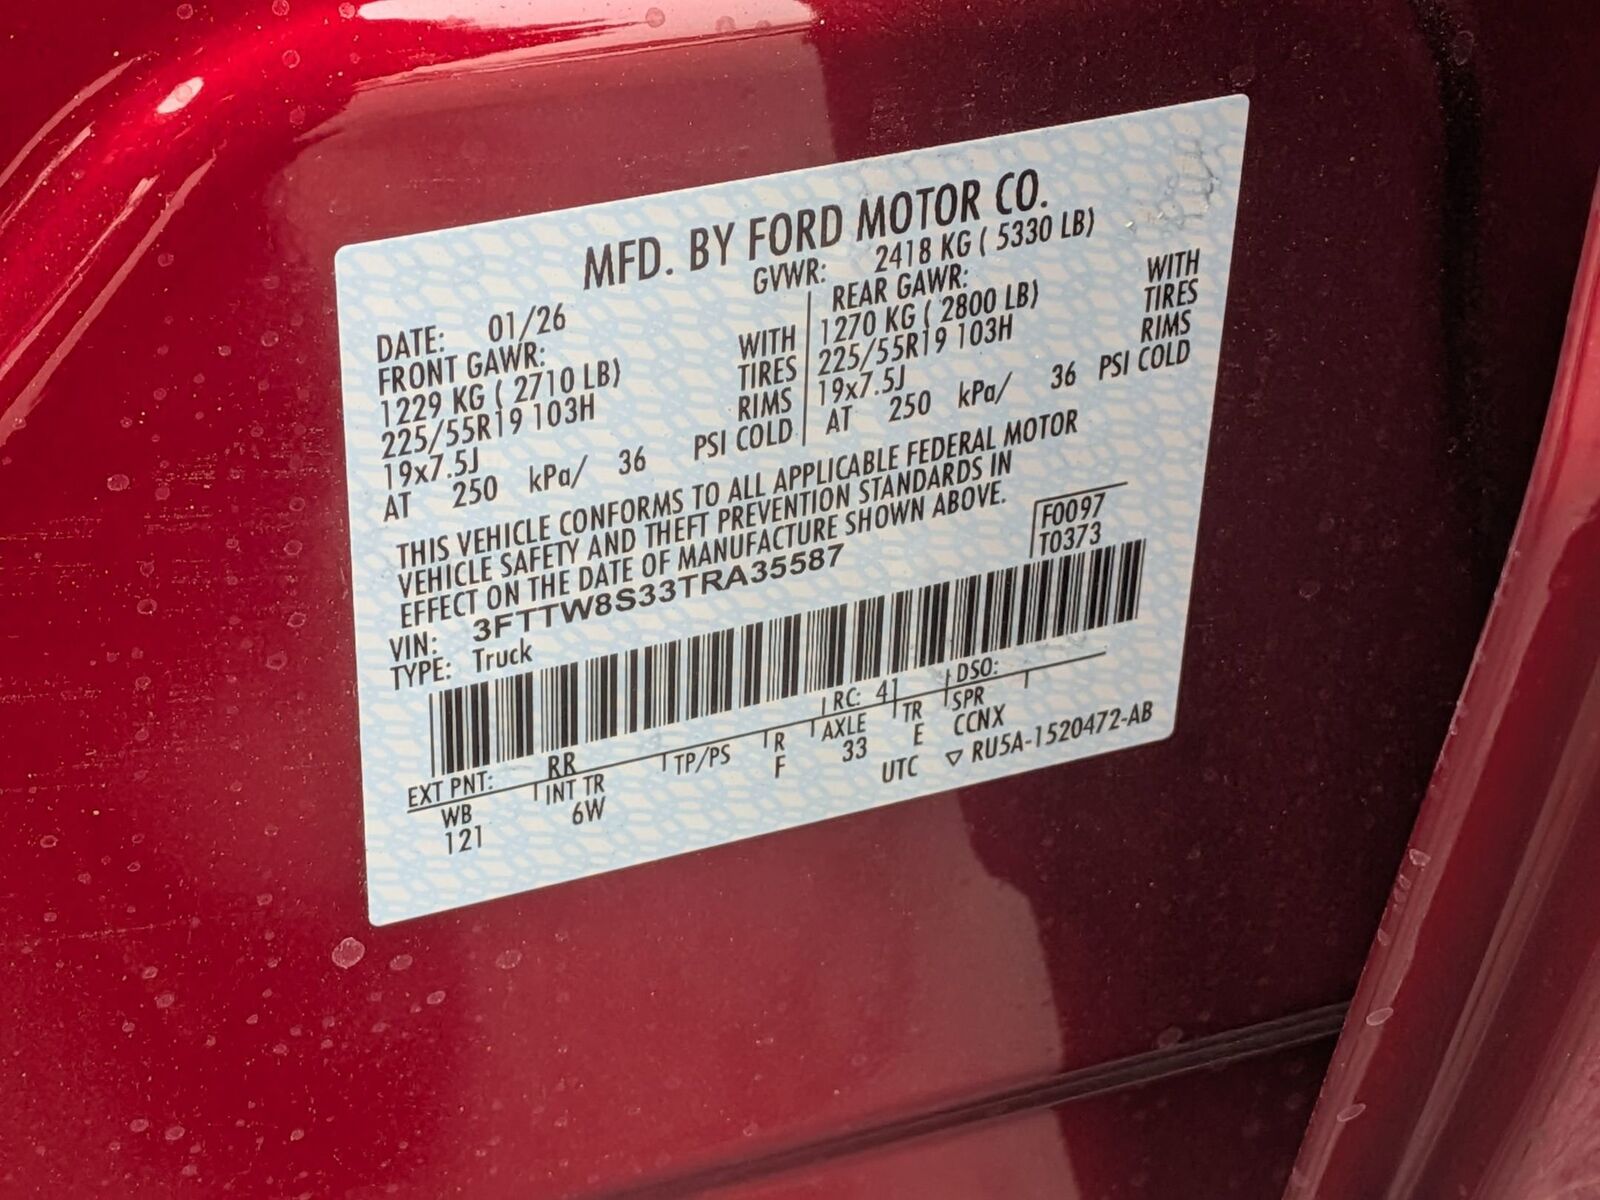 MFD. BY FORD MOTOR CO.
DATE: 01/26 GVWR: 2418 KG ( 5330 LB)
FRONT GAWR: REAR GAWR:
1229 KG ( 2710 LB) WITH 1270 KG ( 2800 LB) WITH
225/55R19 103H TIRES 225/55R19 103H TIRES
19x7.5J RIMS 19x7.5J RIMS
AT 250 kPa/ 36 PSI COLD AT 250 kPa/ 36 PSI COLD
THIS VEHICLE CONFORMS TO ALL APPLICABLE FEDERAL MOTOR
VEHICLE SAFETY AND THEFT PREVENTION STANDARDS IN
EFFECT ON THE DATE OF MANUFACTURE SHOWN ABOVE.
F0097
T0373
VIN: 3FTTW8S33TRA35587
TYPE: Truck
EXT PNT: RR RC: 41 DSO:
WB INT TR TP/PS R AXLE TR SPR
121 6W F 33 E CCNX
UTC ▽ RU5A-1520472-AB